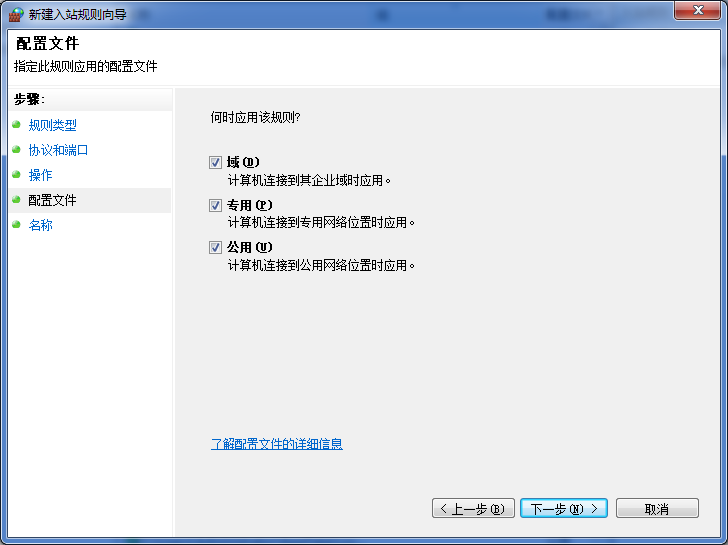 新建入站规则向导
配置文件
指定此规则应用的配置文件
步骤:
规则类型
协议和端口
操作
配置文件
名称
何时应用该规则?
域(D)
计算机连接到其企业域时应用。
专用(P)
计算机连接到专用网络位置时应用。
公用(U)
计算机连接到公用网络位置时应用。
了解配置文件的详细信息
< 上一步(B)
下一步(N) >
取消